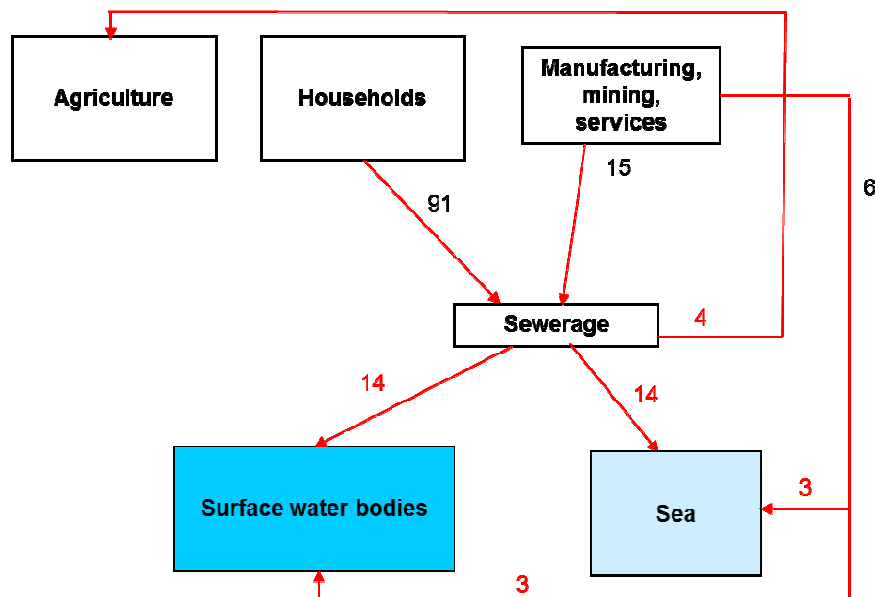 Agriculture
Households
Manufacturing,
mining,
services
15
6
91
Sewerage
4
14
14
Surface water bodies
Sea
3
3